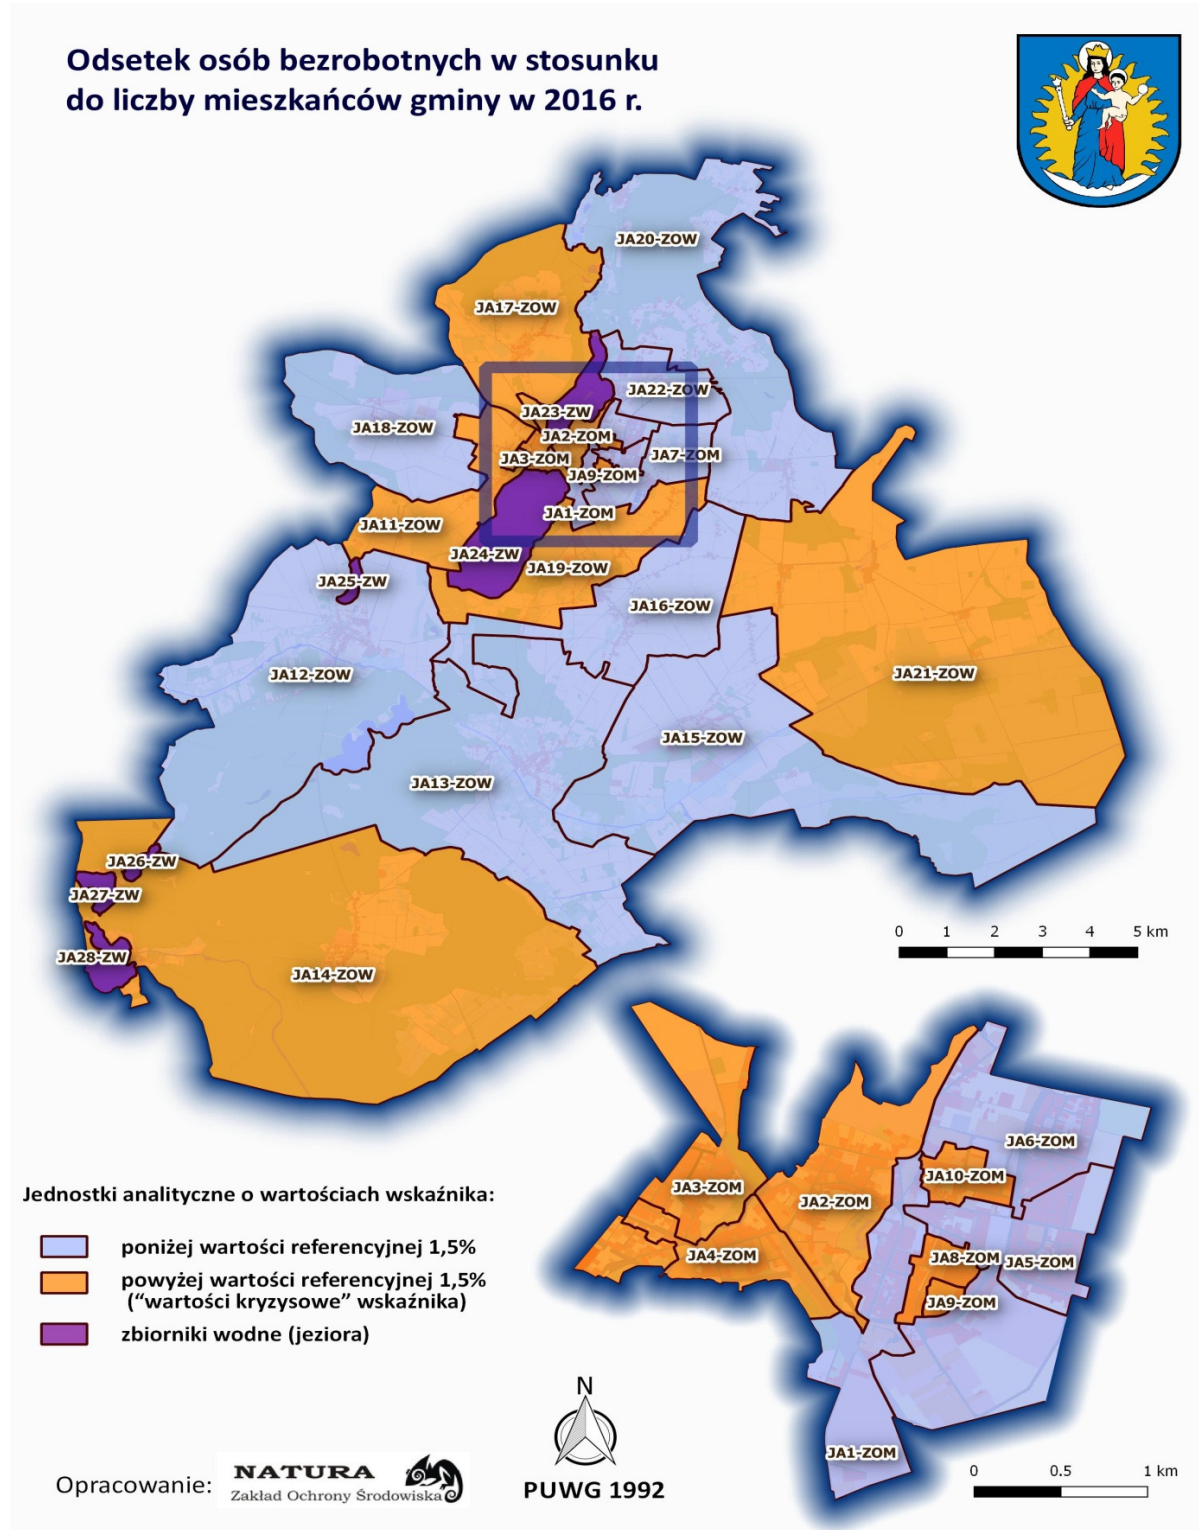 Odsetek osób bezrobotnych w stosunku
do liczby mieszkańców gminy w 2016 r.
JA20-ZOW
JA17-ZOW
JA22-ZOW
JA23-ZW
JA18-ZOW
JA2-ZOM
JA7-ZOM
JA3-ZOM
JA9-ZOM
JA1-ZOM
JA11-ZOW
JA24-ZW
JA19-ZOW
JA25-ZW
JA16-ZOW
JA12-ZOW
JA21-ZOW
JA15-ZOW
JA13-ZOW
JA26-ZW
JA27-ZW
JA28-ZW
JA14-ZOW
0 1 2 3 4 5 km
JA6-ZOM
JA10-ZOM
JA3-ZOM
JA2-ZOM
JA4-ZOM
JA8-ZOM
JA5-ZOM
JA9-ZOM
JA1-ZOM
Jednostki analityczne o wartościach wskaźnika:
poniżej wartości referencyjnej 1,5%
powyżej wartości referencyjnej 1,5%
(“wartości kryzysowe” wskaźnika)
zbiorniki wodne (jeziora)
N
PUWG 1992
0 0.5 1 km
Opracowanie:
NATURA
Zakład Ochrony Środowiska